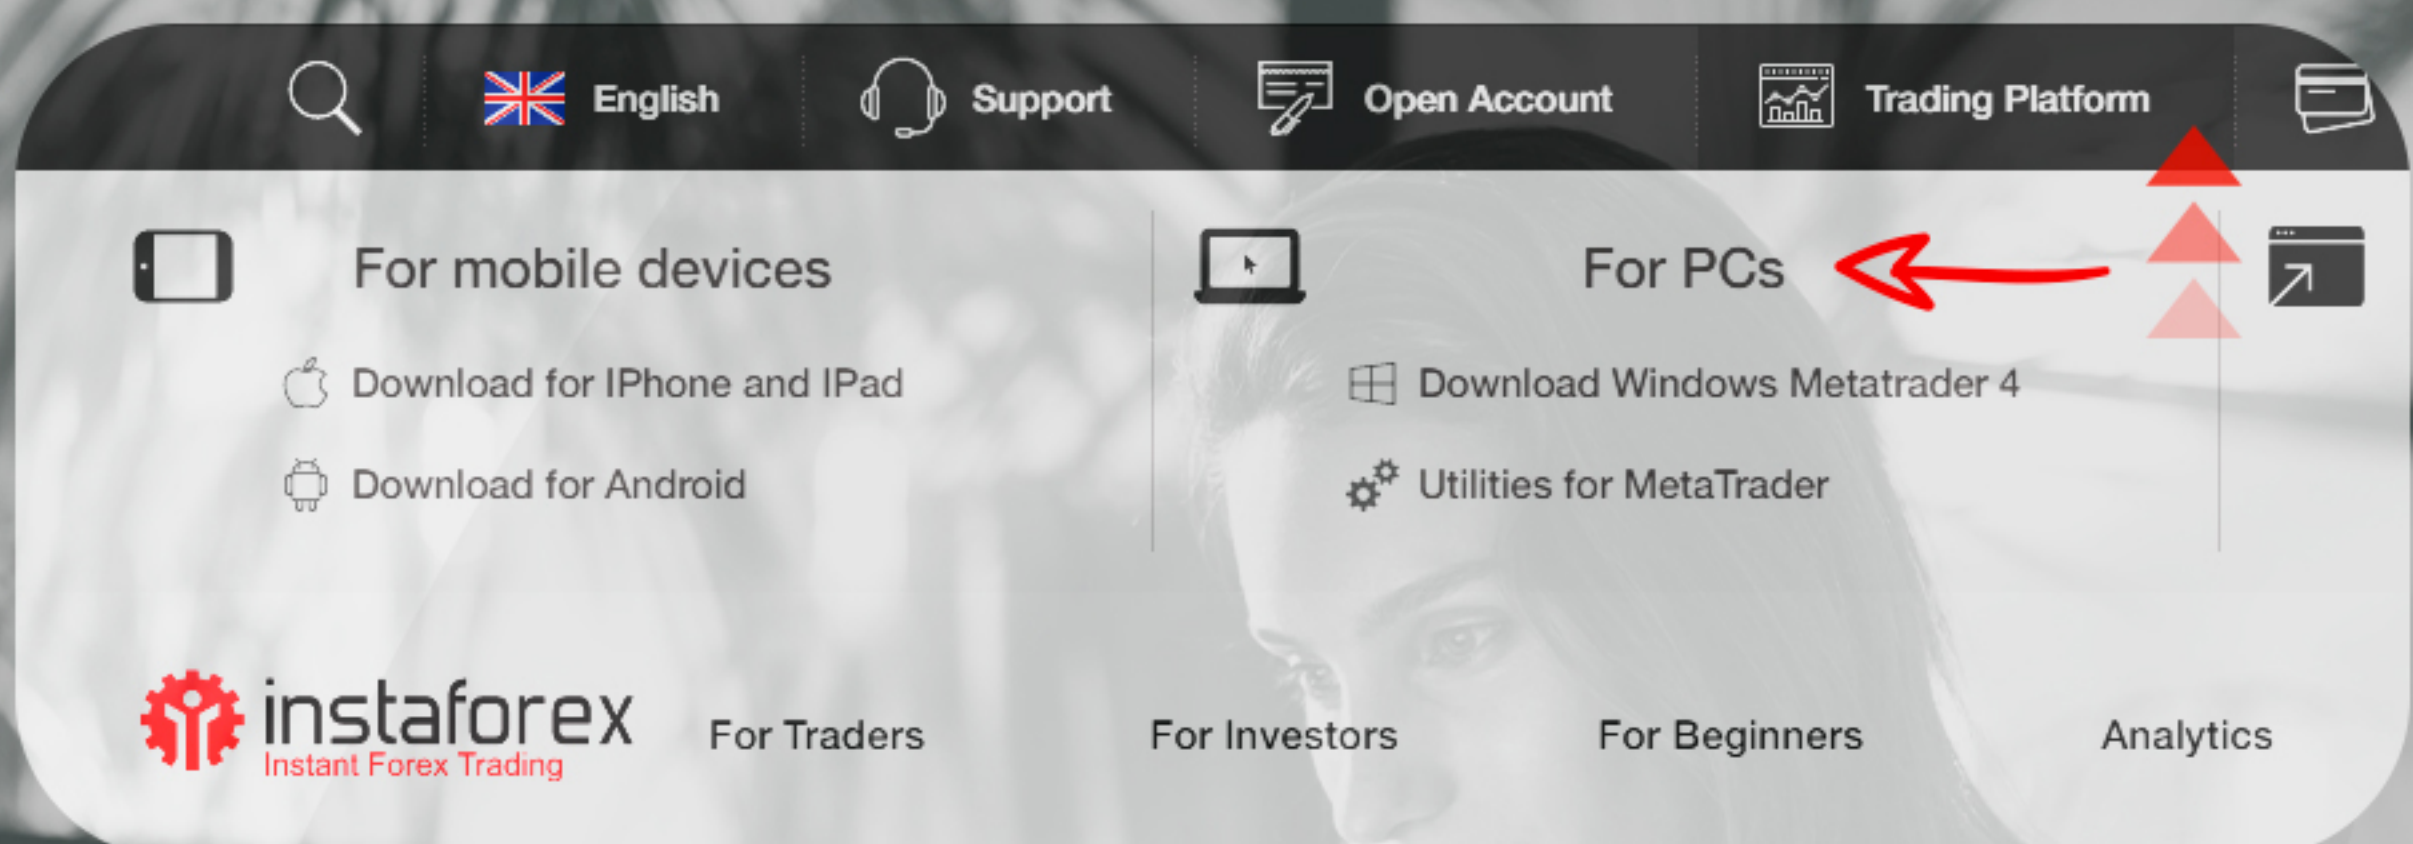 English
Support
Open Account
Trading Platform
For mobile devices
For PCs
Download for IPhone and IPad
Download Windows Metatrader 4
Download for Android
Utilities for MetaTrader
instaforex
Instant Forex Trading
For Traders
For Investors
For Beginners
Analytics